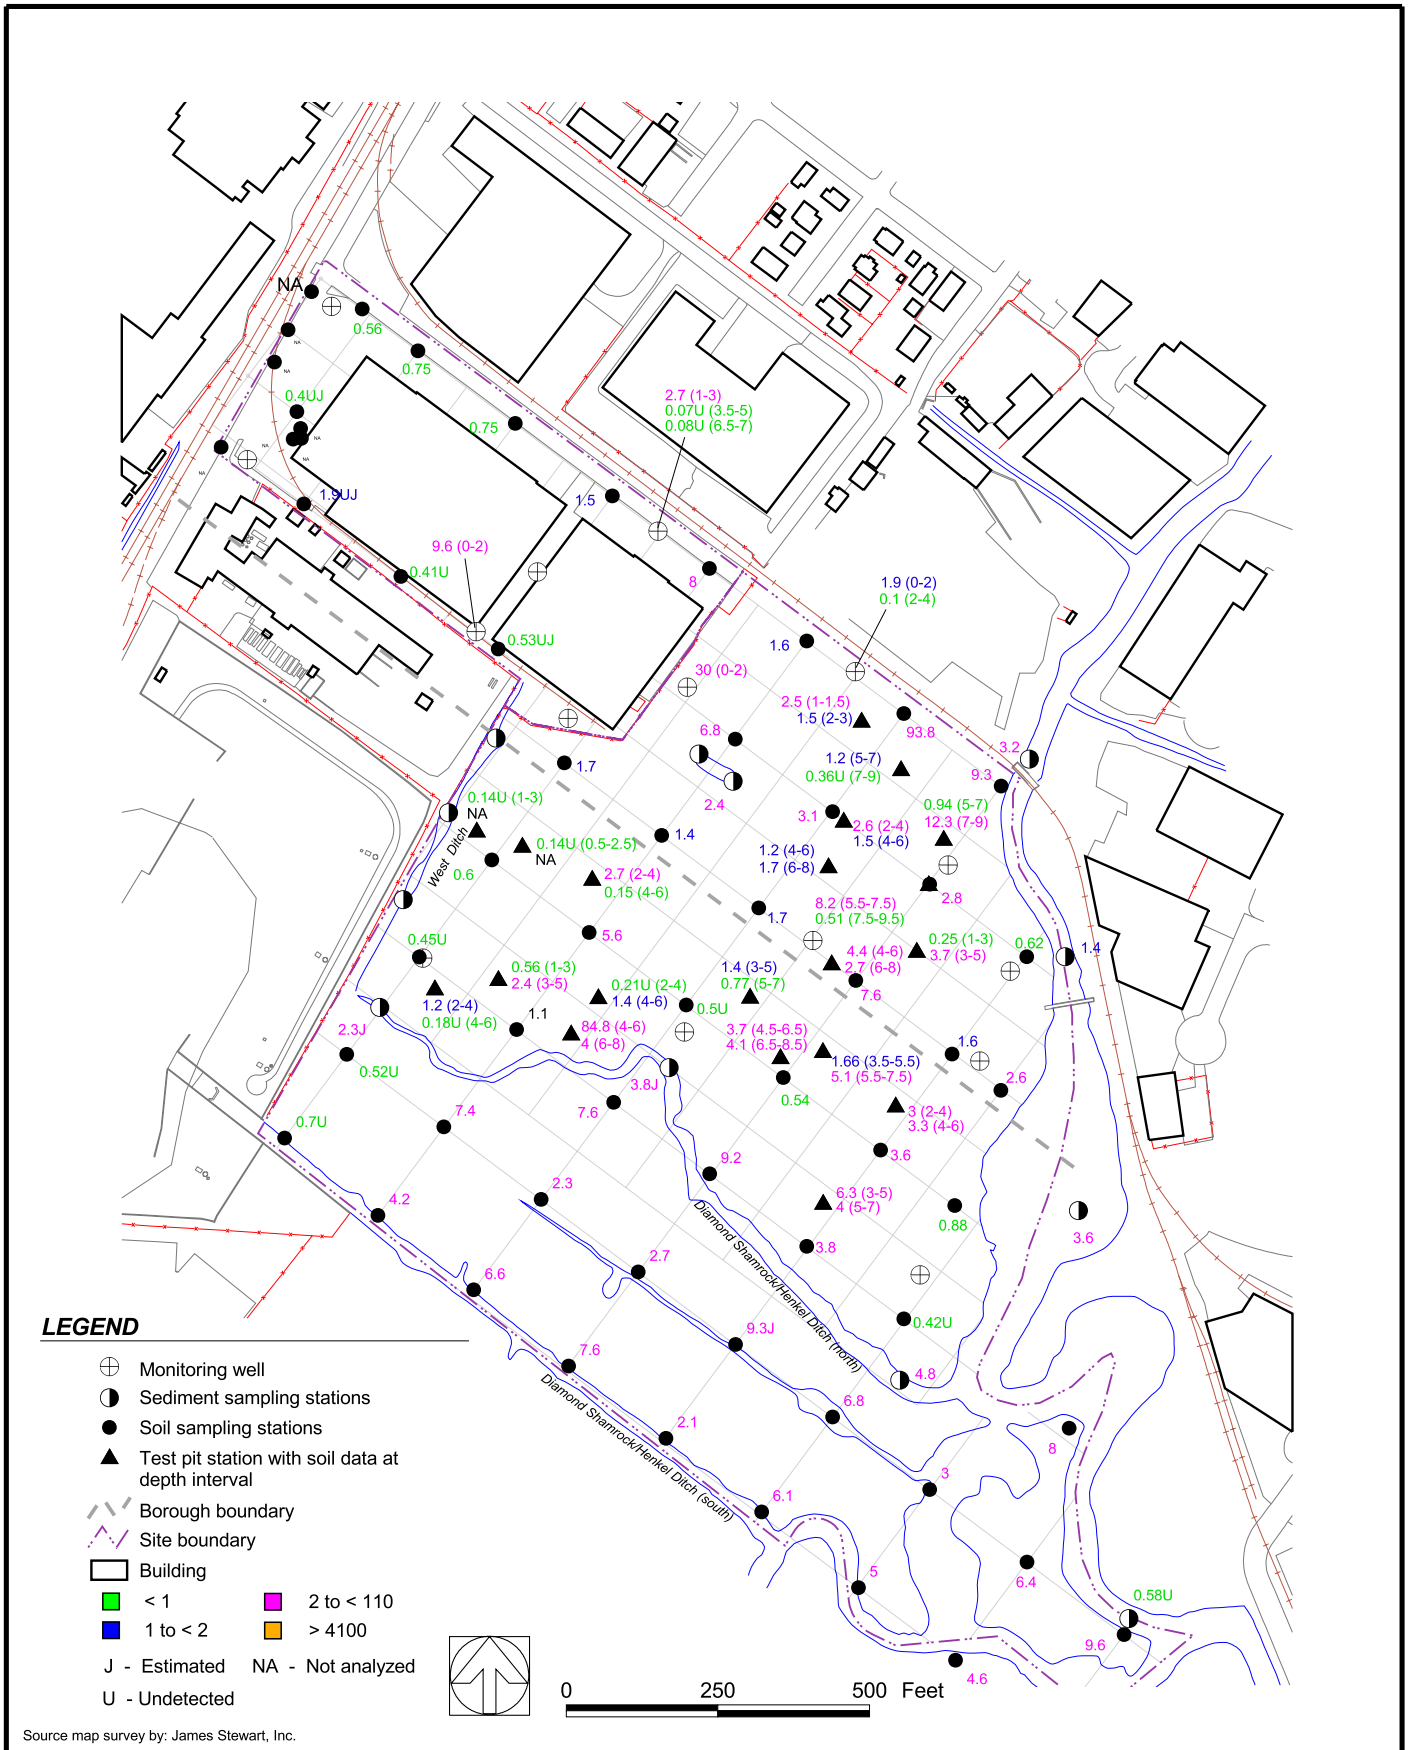 NA
0.56
NA
0.75
NA
0.4UJ
0.75
2.7 (1-3)
0.07U (3.5-5)
0.08U (6.5-7)
NA
NA
NA
NA
1.9UJ
1.5
9.6 (0-2)
0.41U
8
1.9 (0-2)
0.1 (2-4)
0.53UJ
1.6
30 (0-2)
2.5 (1-1.5)
1.5 (2-3)
6.8
93.8
3.2
1.7
1.2 (5-7)
0.36U (7-9)
9.3
2.4
0.14U (1-3)
NA
0.94 (5-7)
12.3 (7-9)
3.1
2.6 (2-4)
1.5 (4-6)
1.4
0.14U (0.5-2.5)
NA
1.2 (4-6)
1.7 (6-8)
West Ditch
0.6
2.7 (2-4)
0.15 (4-6)
2.8
8.2 (5.5-7.5)
0.51 (7.5-9.5)
1.7
5.6
0.45U
0.25 (1-3)
3.7 (3-5)
0.62
1.4
4.4 (4-6)
2.7 (6-8)
0.56 (1-3)
2.4 (3-5)
1.4 (3-5)
0.77 (5-7)
7.6
0.21U (2-4)
1.4 (4-6)
0.5U
1.2 (2-4)
0.18U (4-6)
1.1
2.3J
84.8 (4-6)
4 (6-8)
3.7 (4.5-6.5)
4.1 (6.5-8.5)
1.6
1.66 (3.5-5.5)
5.1 (5.5-7.5)
0.52U
3.8J
2.6
0.54
7.6
7.4
3 (2-4)
3.3 (4-6)
0.7U
3.6
9.2
4.2
2.3
6.3 (3-5)
4 (5-7)
0.88
3.6
3.8
2.7
6.6
Diamond Shamrock/Henkel Ditch (north)
0.42U
9.3J
7.6
4.8
Diamond Shamrock/Henkel Ditch (south)
6.8
2.1
8
3
6.1
5
6.4
0.58U
9.6
4.6
LEGEND
Monitoring well
Sediment sampling stations
Soil sampling stations
Test pit station with soil data at
depth interval
Borough boundary
Site boundary
Building
< 1 2 to < 110
1 to < 2 > 4100
J - Estimated NA - Not analyzed
U - Undetected
0 250 500 Feet
Source map survey by: James Stewart, Inc.